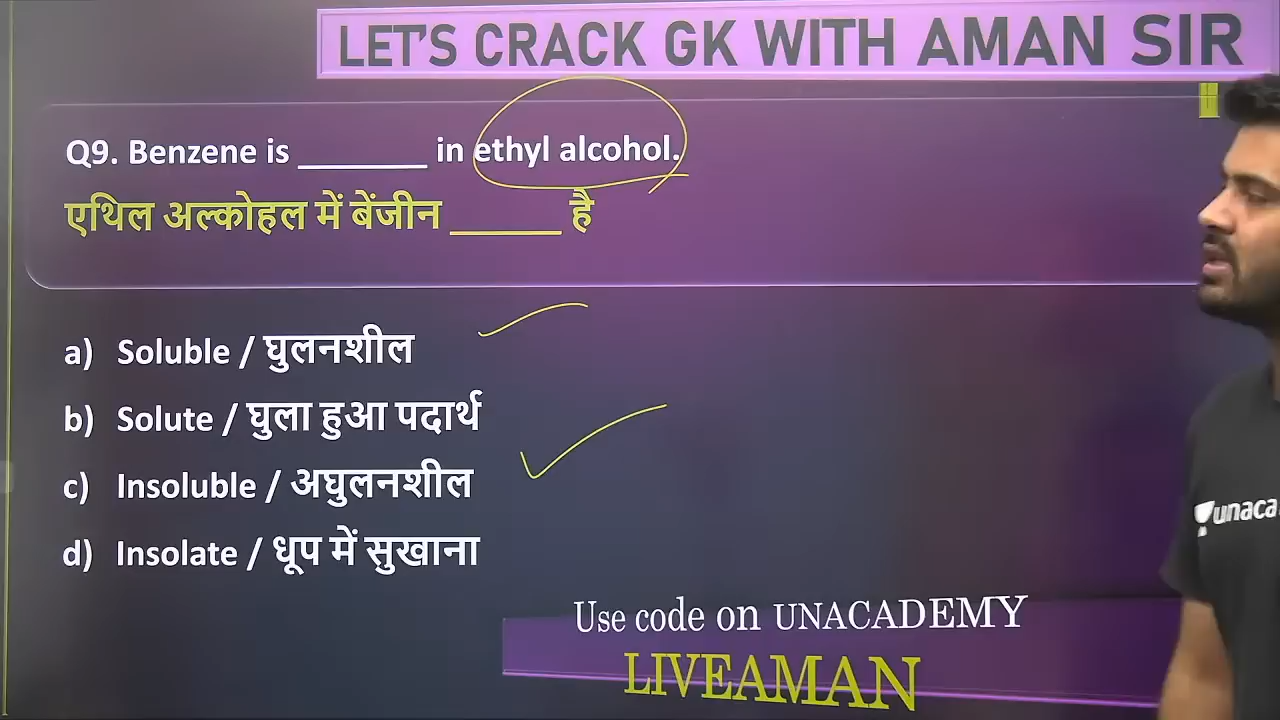 LET'S CRACK GK WITH AMAN SIR
Q9. Benzene is _______ in ethyl alcohol.
एथिल अल्कोहल में बेंजीन ______ है
a) Soluble / घुलनशील
b) Solute / घुला हुआ पदार्थ
c) Insoluble / अघुलनशील
d) Insolate / धूप में सुखाना
unaca
Use code on UNACADEMY
LIVEAMAN